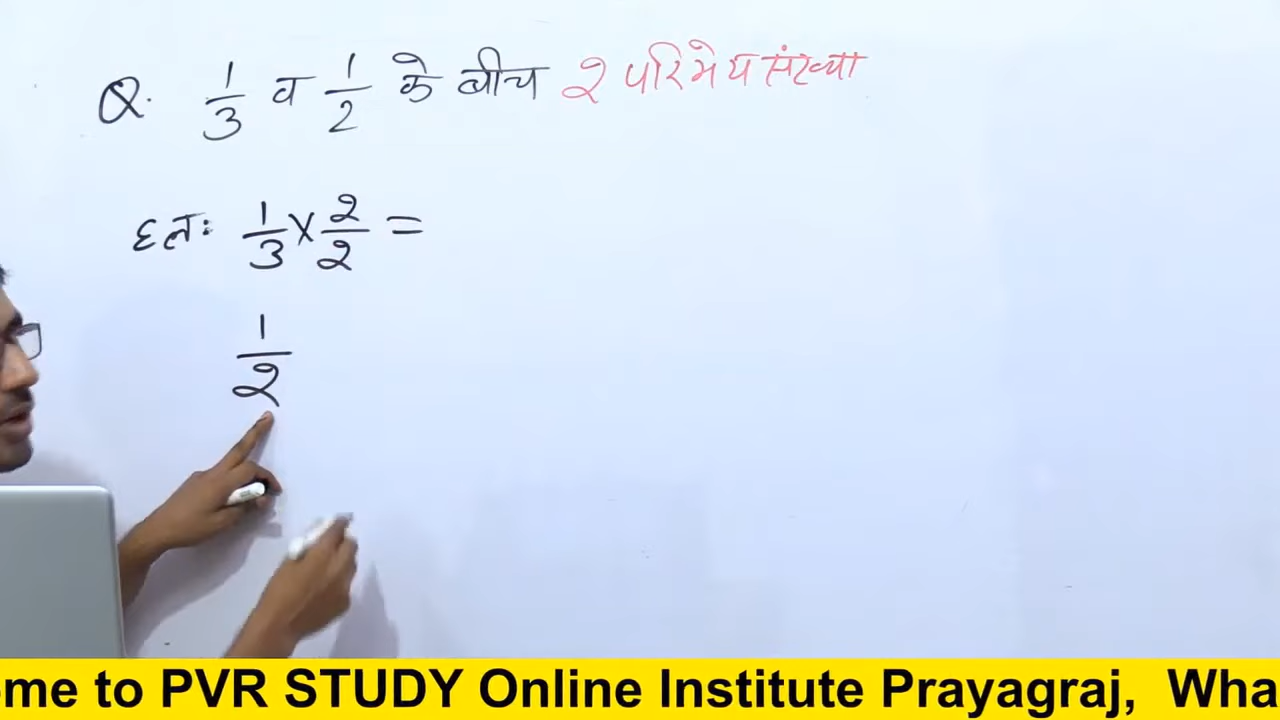 Q. 1/3 व 1/2 के बीच 2 परिमेय संख्या
हल: 1/3 × 2/2 =
1/2
ome to PVR STUDY Online Institute Prayagraj, Wha